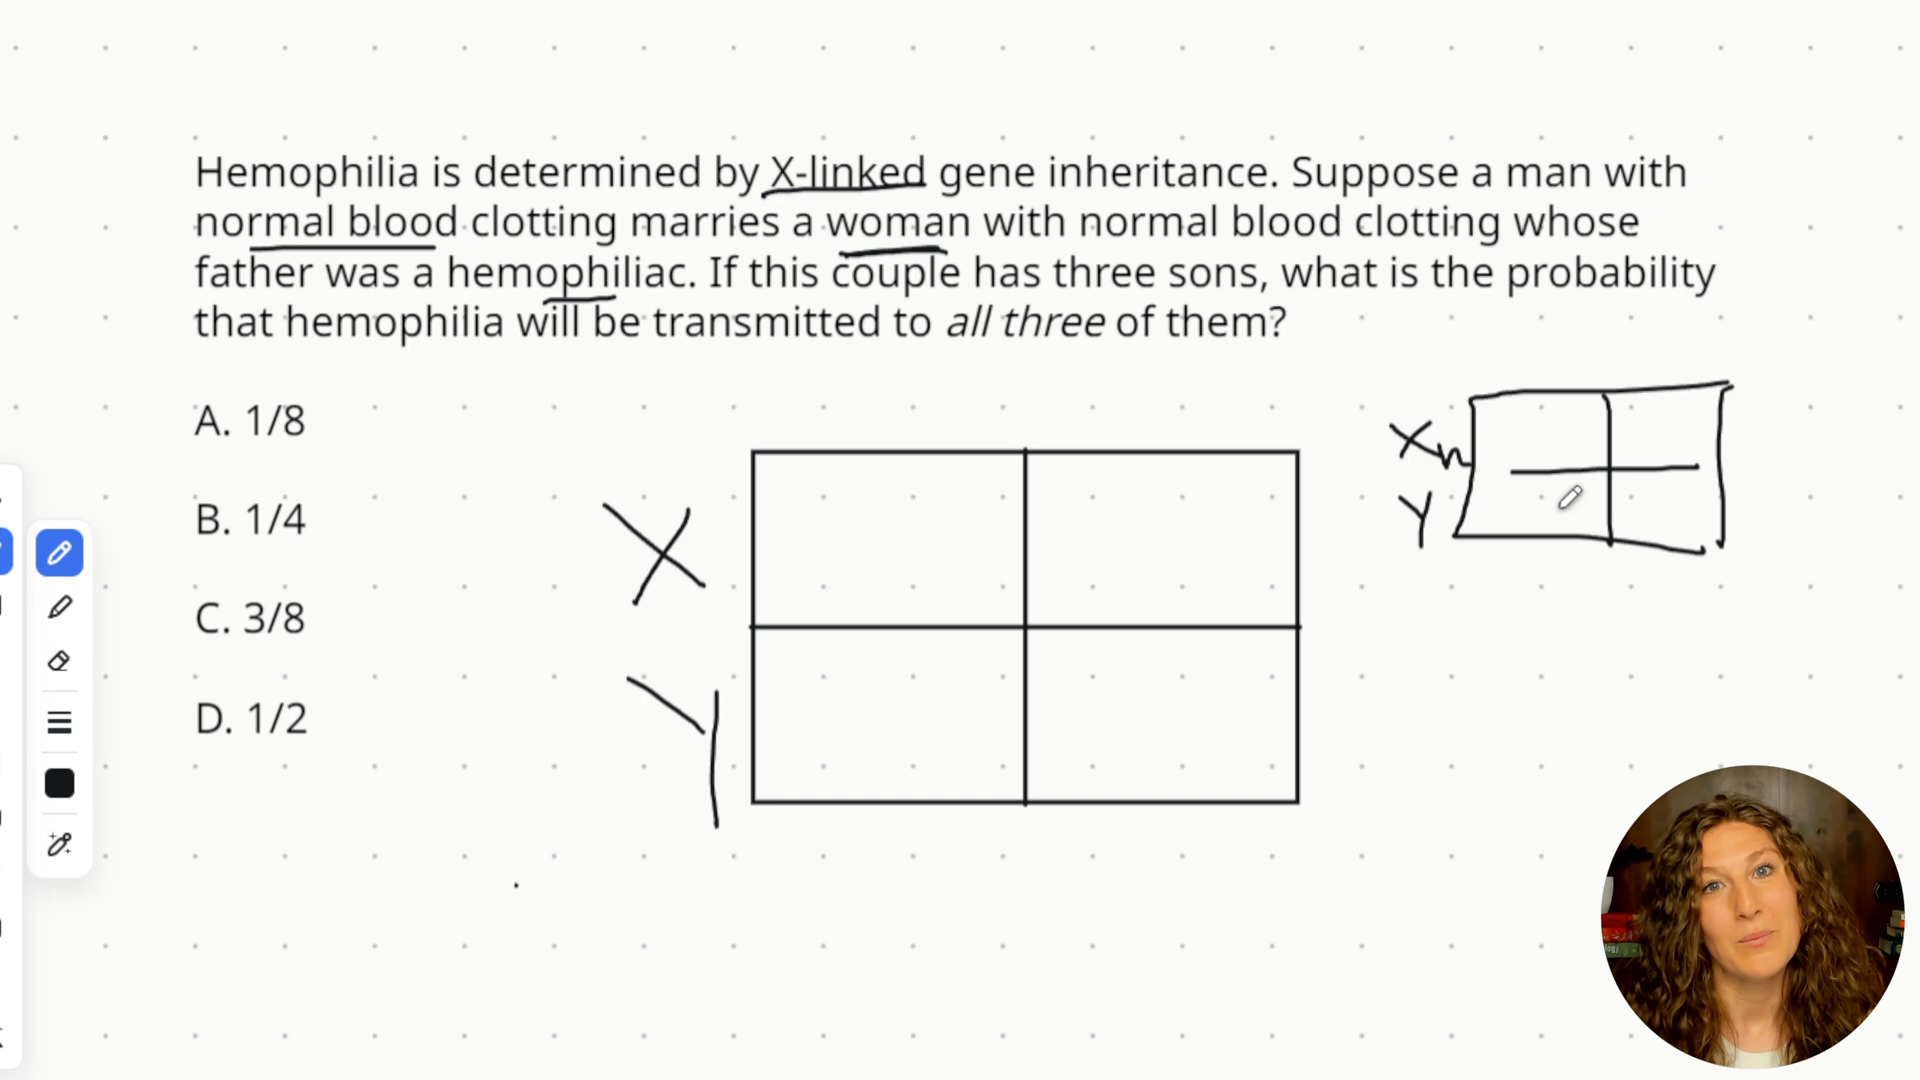 Hemophilia is determined by X-linked gene inheritance. Suppose a man with
normal blood clotting marries a woman with normal blood clotting whose
father was a hemophiliac. If this couple has three sons, what is the probability
that hemophilia will be transmitted to all three of them?
A. 1/8
B. 1/4
C. 3/8
D. 1/2
X
Y
Xh
Y